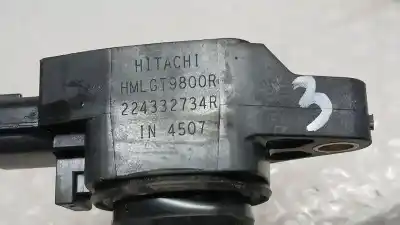 HITACHI
HMLGT9800R
224332734R
IN 4507
3